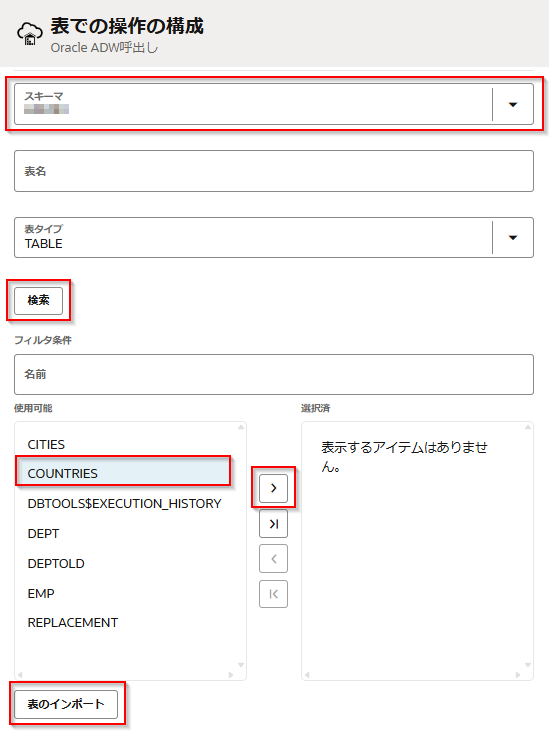 表での操作の構成
Oracle ADW呼出し
スキーマ
表名
表タイプ
TABLE
検索
フィルタ条件
名前
使用可能
選択済
CITIES
COUNTRIES
DBTOOLS$EXECUTION_HISTORY
DEPT
DEPTOLD
EMP
REPLACEMENT
表示するアイテムはありませ
ん。
表のインポート